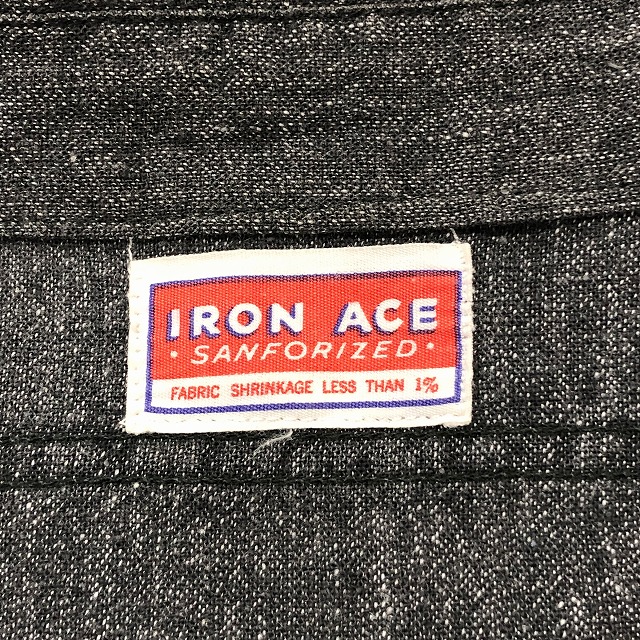 IRON ACE
· SANFORIZED ·
FABRIC SHRINKAGE LESS THAN 1%